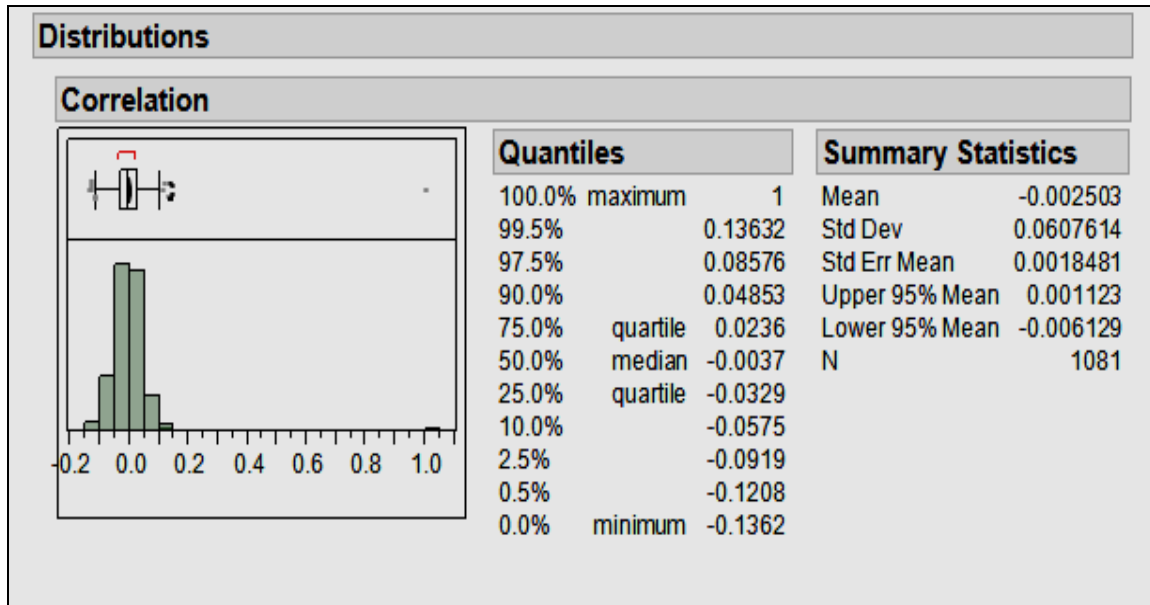 Distributions
Correlation
-0.2 0.0 0.2 0.4 0.6 0.8 1.0
Quantiles
100.0% maximum 1
99.5% 0.13632
97.5% 0.08576
90.0% 0.04853
75.0% quartile 0.0236
50.0% median -0.0037
25.0% quartile -0.0329
10.0% -0.0575
2.5% -0.0919
0.5% -0.1208
0.0% minimum -0.1362
Summary Statistics
Mean -0.002503
Std Dev 0.0607614
Std Err Mean 0.0018481
Upper 95% Mean 0.001123
Lower 95% Mean -0.006129
N 1081